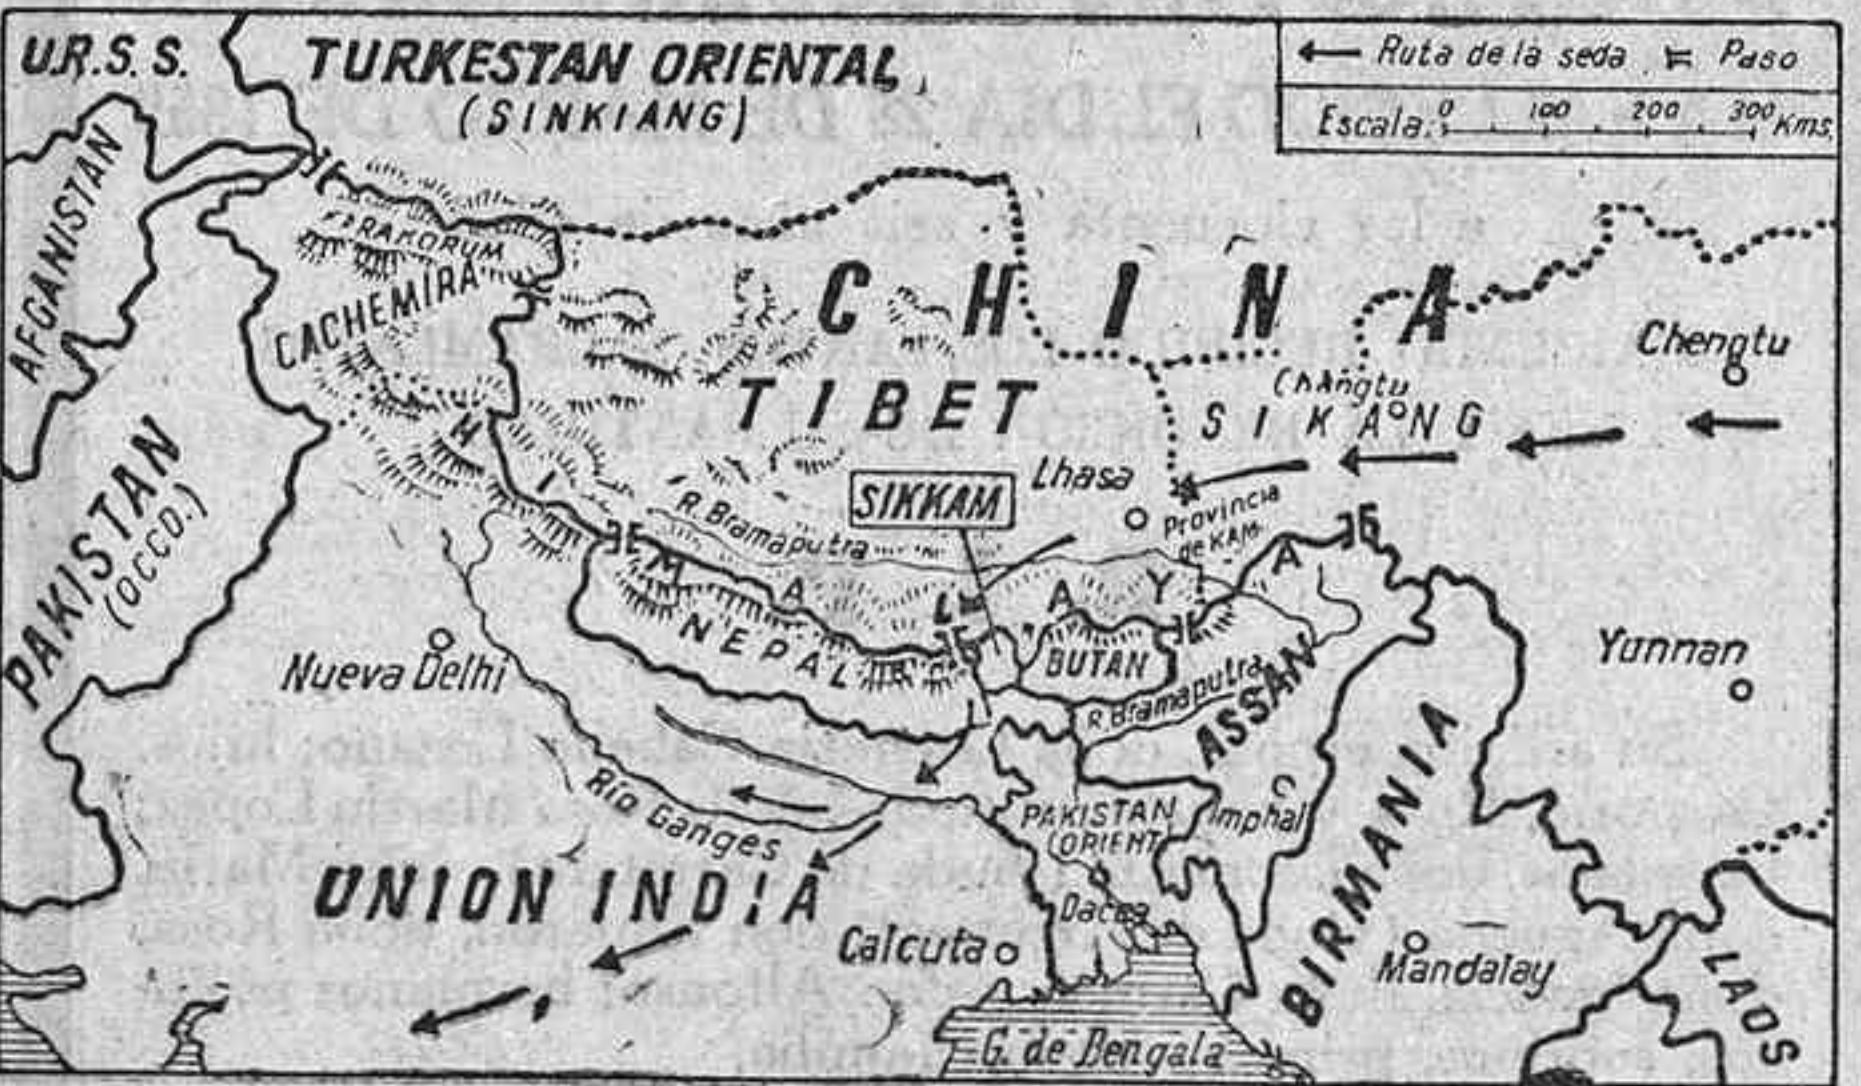 U.R.S.S.
TURKESTAN ORIENTAL
(SINKIANG)
Ruta de la seda
Paso
Escala: 0 100 200 300 Kms.
AFGANISTAN
RAKORUM
CACHEMIRA
CHINA
TIBET
Chengtu
Changtu
SIKANG
PAKISTAN
(OCCD.)
HIMALAYA
R. Bramaputra
SIKKAM
Lhasa
Provincia
de KAM.
NEPAL
BUTAN
Nueva Delhi
R. Bramaputra
ASSAN
Yunnan
Río Ganges
PAKISTAN
(ORIENT
Imphal
UNION INDIA
Dacca
Calcuta
BIRMANIA
Mandalay
LAOS
G. de Bengala